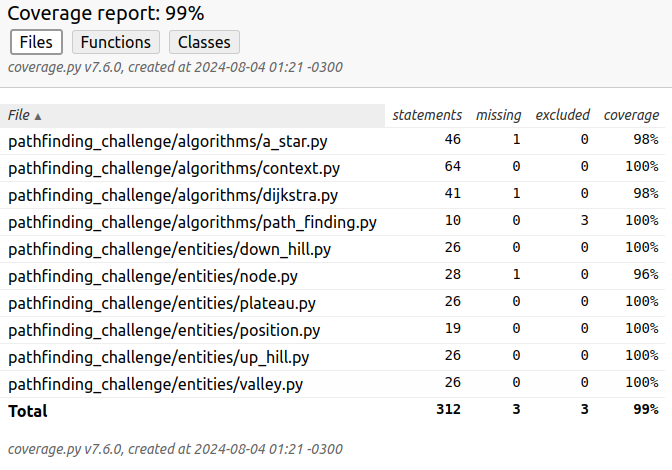 Coverage report: 99%
Files Functions Classes
coverage.py v7.6.0, created at 2024-08-04 01:21 -0300
File ▲ statements missing excluded coverage
pathfinding_challenge/algorithms/a_star.py 46 1 0 98%
pathfinding_challenge/algorithms/context.py 64 0 0 100%
pathfinding_challenge/algorithms/dijkstra.py 41 1 0 98%
pathfinding_challenge/algorithms/path_finding.py 10 0 3 100%
pathfinding_challenge/entities/down_hill.py 26 0 0 100%
pathfinding_challenge/entities/node.py 28 1 0 96%
pathfinding_challenge/entities/plateau.py 26 0 0 100%
pathfinding_challenge/entities/position.py 19 0 0 100%
pathfinding_challenge/entities/up_hill.py 26 0 0 100%
pathfinding_challenge/entities/valley.py 26 0 0 100%
Total 312 3 3 99%
coverage.py v7.6.0, created at 2024-08-04 01:21 -0300